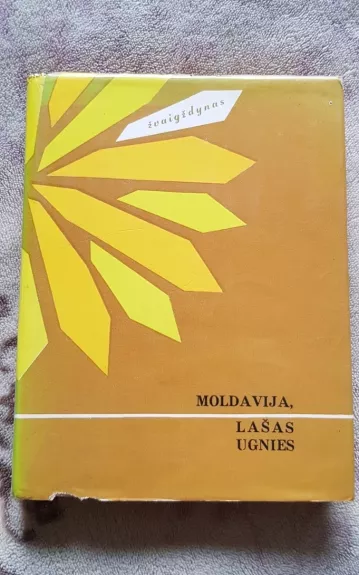 žvaigždynas
MOLDAVIJA,
LAŠAS
UGNIES